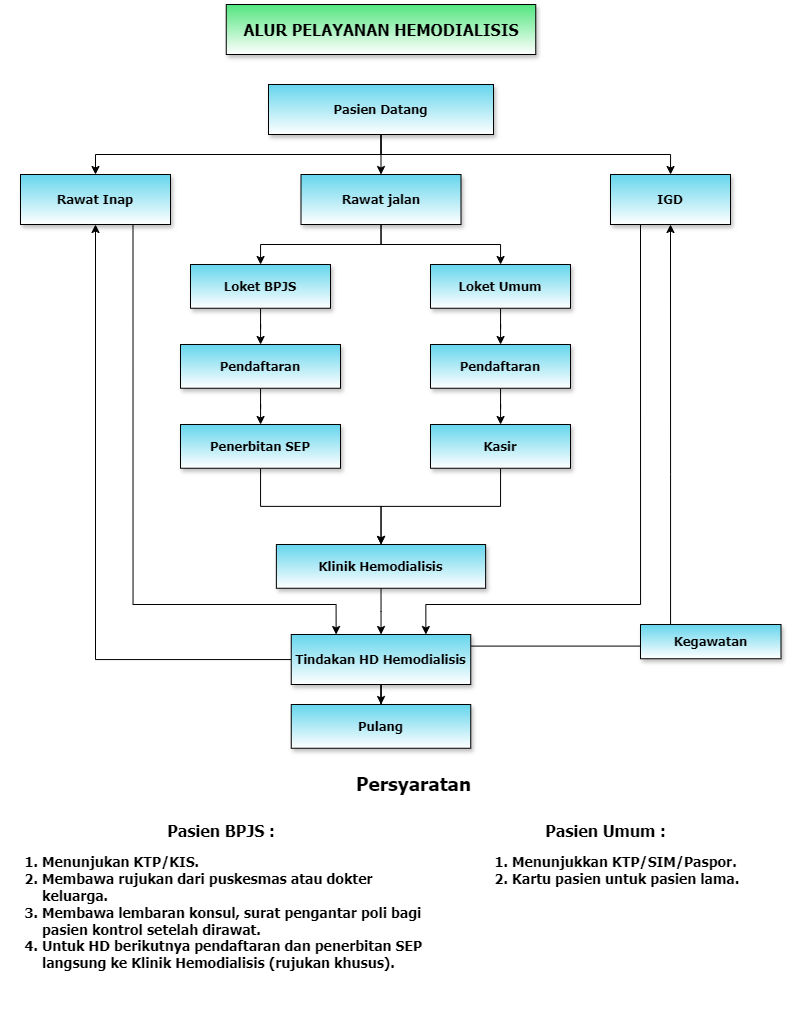 ALUR PELAYANAN HEMODIALISIS
Pasien Datang
Rawat Inap
Rawat jalan
IGD
Loket BPJS
Loket Umum
Pendaftaran
Pendaftaran
Penerbitan SEP
Kasir
Klinik Hemodialisis
Kegawatan
Tindakan HD Hemodialisis
Pulang
Persyaratan
Pasien BPJS :
1. Menunjukan KTP/KIS.
2. Membawa rujukan dari puskesmas atau dokter
keluarga.
3. Membawa lembaran konsul, surat pengantar poli bagi
pasien kontrol setelah dirawat.
4. Untuk HD berikutnya pendaftaran dan penerbitan SEP
langsung ke Klinik Hemodialisis (rujukan khusus).
Pasien Umum :
1. Menunjukkan KTP/SIM/Paspor.
2. Kartu pasien untuk pasien lama.